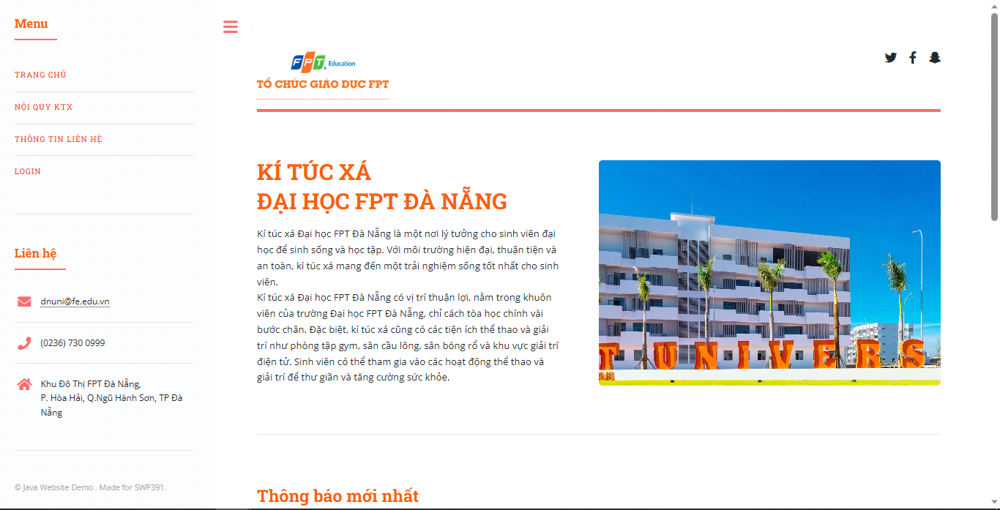 Menu
TRANG CHỦ
NỘI QUY KTX
THÔNG TIN LIÊN HỆ
LOGIN
Liên hệ
dnuni@fe.edu.vn
(0236) 730 0999
Khu Đô Thị FPT Đà Nẵng,
P. Hòa Hải, Q.Ngũ Hành Sơn, TP Đà
Nẵng
© Java Website Demo . Made for SWP391.
FPT Education
TỔ CHỨC GIÁO DỤC FPT
KÍ TÚC XÁ
ĐẠI HỌC FPT ĐÀ NẴNG
Kí túc xá Đại học FPT Đà Nẵng là một nơi lý tưởng cho sinh viên đại
học để sinh sống và học tập. Với môi trường hiện đại, thuận tiện và
an toàn, kí túc xá mang đến một trải nghiệm sống tốt nhất cho sinh
viên.
Kí túc xá Đại học FPT Đà Nẵng có vị trí thuận lợi, nằm trong khuôn
viên của trường Đại học FPT Đà Nẵng, chỉ cách tòa học chính vài
bước chân. Đặc biệt, kí túc xá cũng có các tiện ích thể thao và giải
trí như phòng tập gym, sân cầu lông, sân bóng rổ và khu vực giải trí
điện tử. Sinh viên có thể tham gia vào các hoạt động thể thao và
giải trí để thư giãn và tăng cường sức khỏe.
T UNIVERS
Thông báo mới nhất